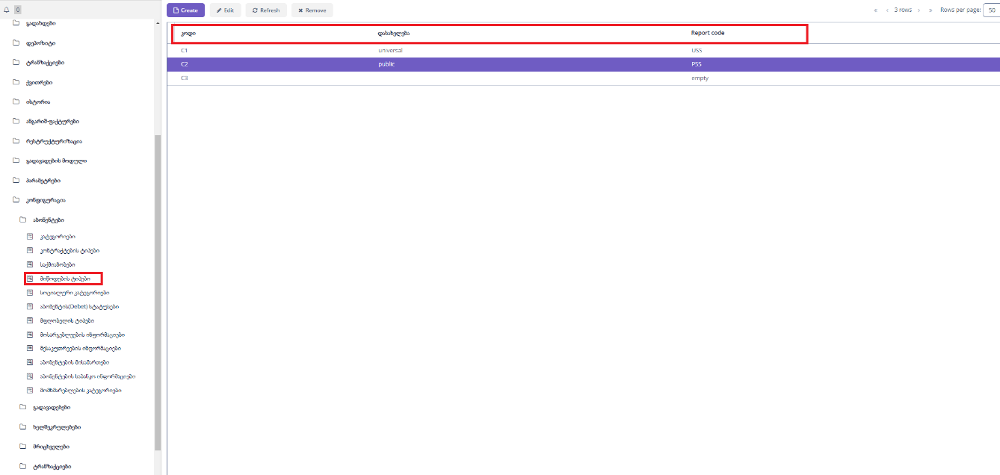 0
გადახდები
დეპოზიტი
ტრანზაქციები
ქვითრები
ისტორია
ანგარიშ-ფაქტურები
რესტრუქტურიზაცია
გადავადების მოდული
პარამეტრები
კონფიგურაცია
აბონენტები
კატეგორიები
კონტრაქტების ტიპები
საქმიანობები
მიწოდების ტიპები
სოციალური კატეგორიები
აბონენტის(Debet) სტატუსები
მფლობელის ტიპები
მოსარგებლეების ინფორმაციები
მესაკუთრეების ინფორმაციები
აბონენტების მისამართები
აბონენტების საბანკო ინფორმაციები
მომხმარებლების კატეგორიები
გადავადებები
ხელშეკრულებები
მრიცხველები
ტრანზაქციები
Create Edit Refresh Remove « ‹ 3 rows › » Rows per page: 50
კოდი დასახელება Report code
C1 universal USS
C2 public PSS
C3 empty